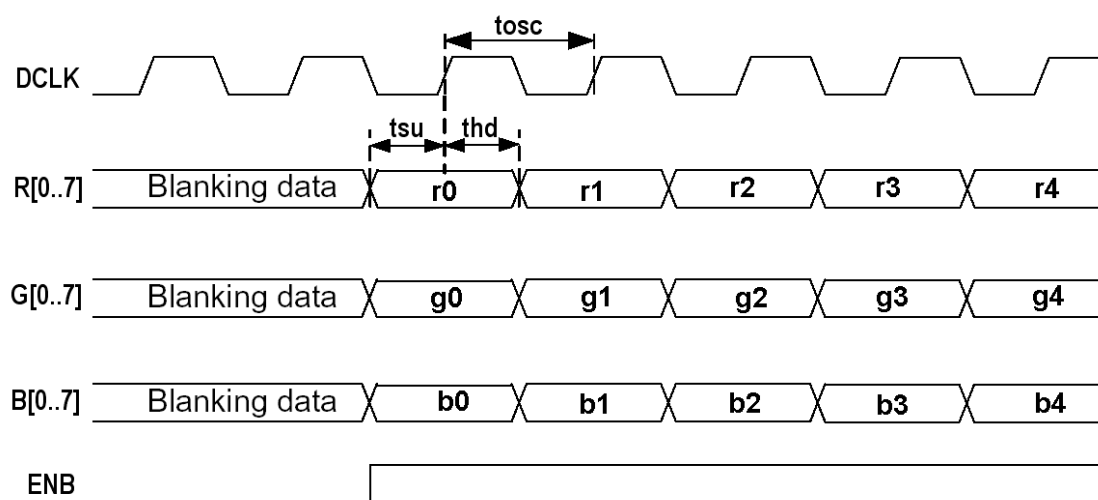 tosc
DCLK
tsu thd
R[0..7] Blanking data r0 r1 r2 r3 r4
G[0..7] Blanking data g0 g1 g2 g3 g4
B[0..7] Blanking data b0 b1 b2 b3 b4
ENB